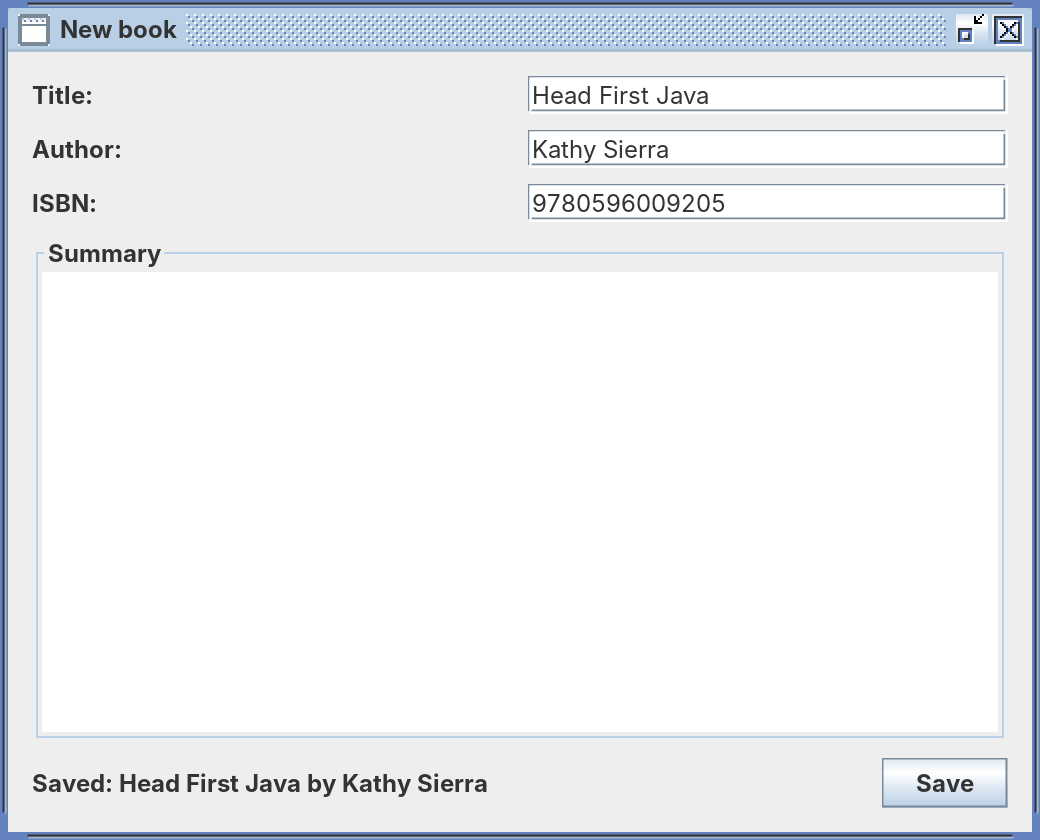 New book
Title: Head First Java
Author: Kathy Sierra
ISBN: 9780596009205
Summary
Saved: Head First Java by Kathy Sierra Save